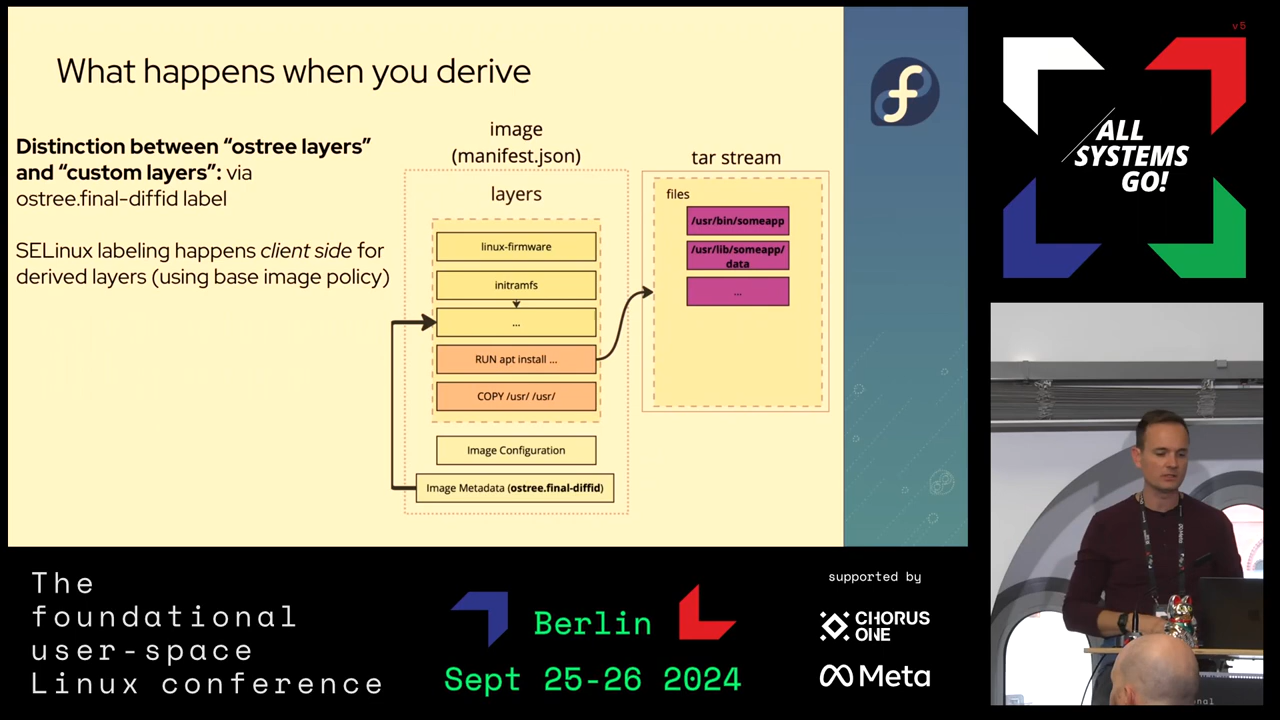 What happens when you derive
Distinction between “ostree layers”
and “custom layers”: via
ostree.final-diffid label
SELinux labeling happens client side for
derived layers (using base image policy)
image
(manifest.json)
layers
linux-firmware
initramfs
...
RUN apt install ...
COPY /usr/ /usr/
Image Configuration
Image Metadata (ostree.final-diffid)
tar stream
files
/usr/bin/someapp
/usr/lib/someapp/
data
...
v5
ALL
SYSTEMS
GO!
The
foundational
user-space
Linux conference
Berlin
Sept 25-26 2024
supported by
CHORUS
ONE
Meta